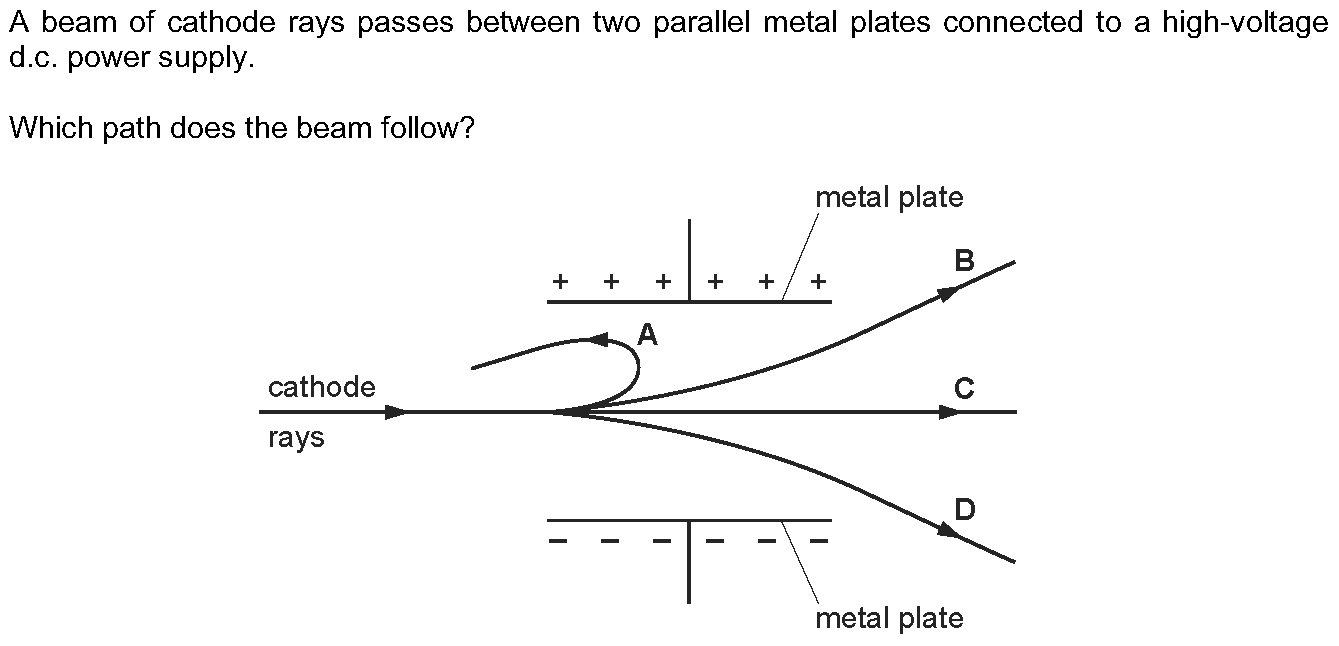 A beam of cathode rays passes between two parallel metal plates connected to a high-voltage
d.c. power supply.
Which path does the beam follow?
metal plate
B
+ + + + + +
A
cathode
C
rays
D
– – – – – –
metal plate